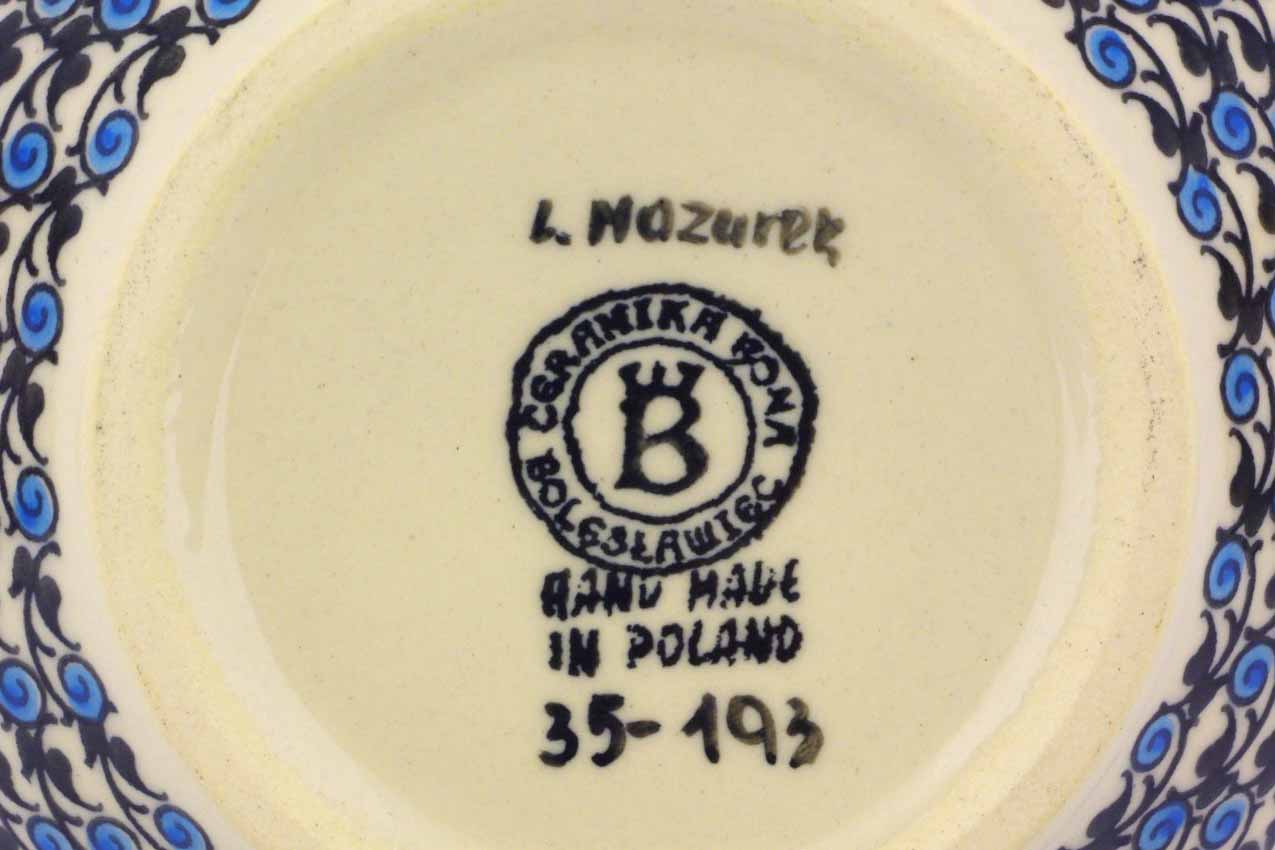 L. Mazurek
CERAMIKA BONA
B
BOLESŁAWIEC
HAND MADE
IN POLAND
35-193